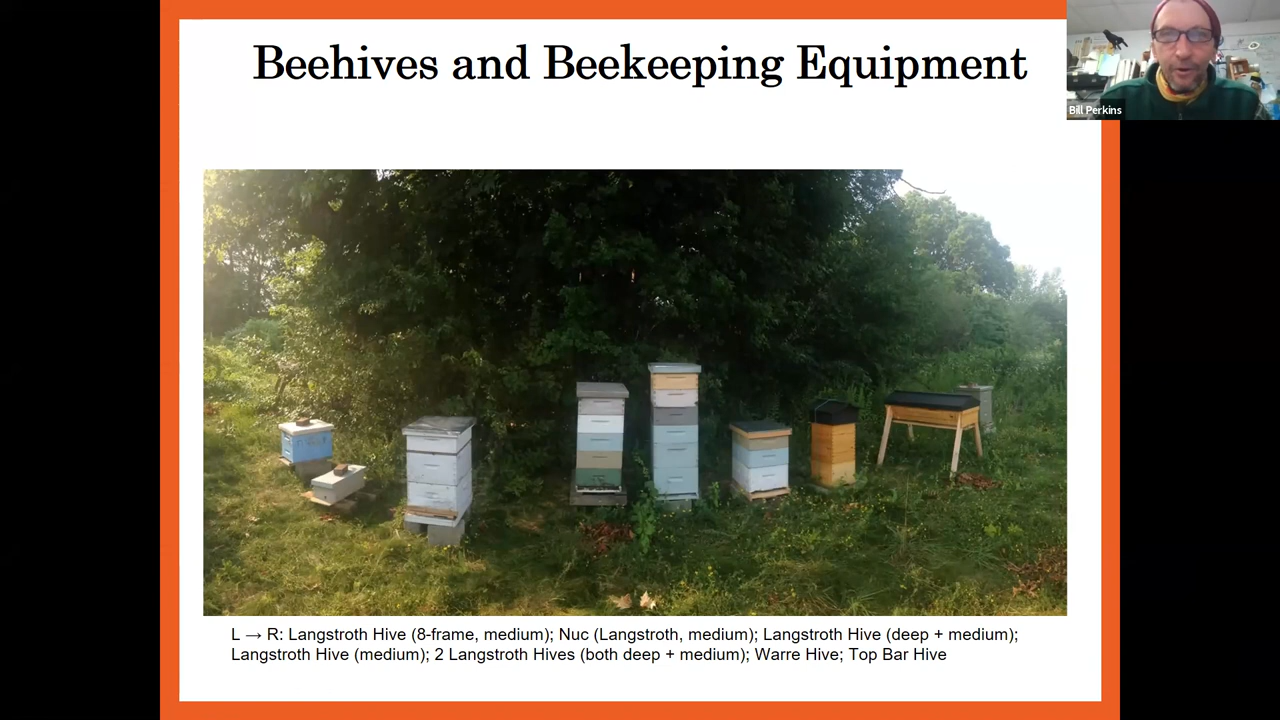 Beehives and Beekeeping Equipment
Bill Perkins
L → R: Langstroth Hive (8-frame, medium); Nuc (Langstroth, medium); Langstroth Hive (deep + medium);
Langstroth Hive (medium); 2 Langstroth Hives (both deep + medium); Warre Hive; Top Bar Hive